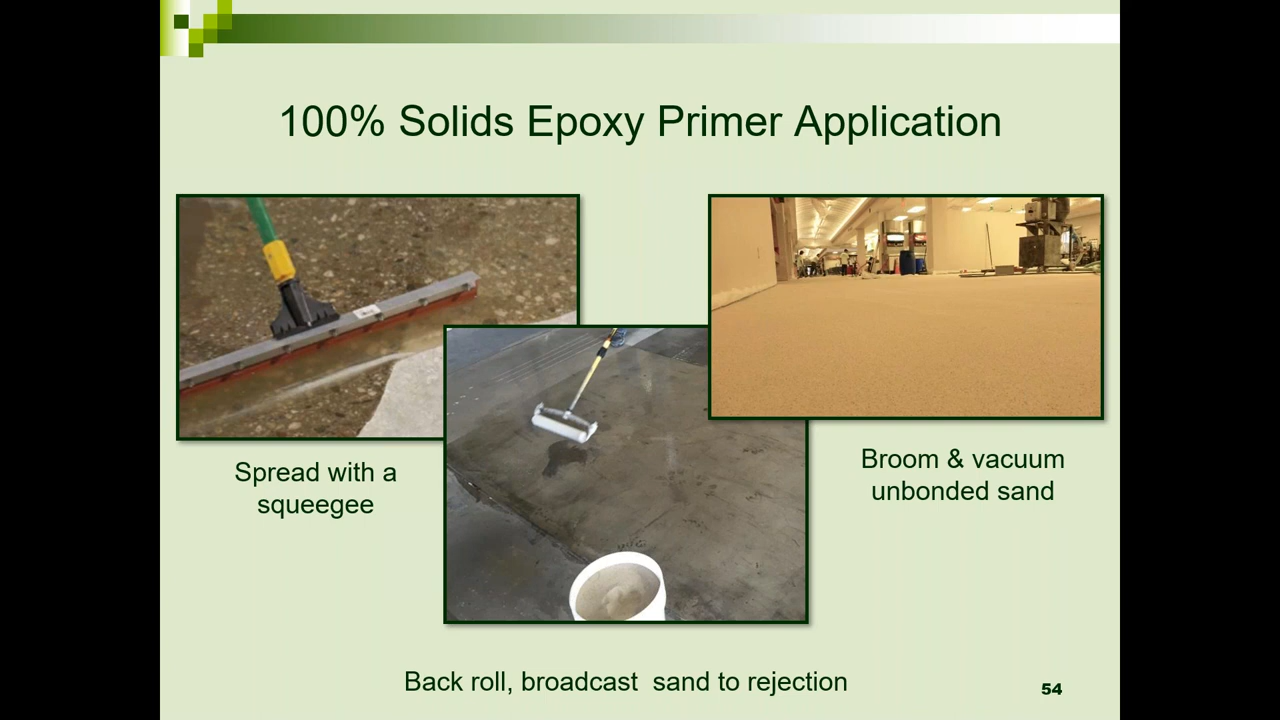 100% Solids Epoxy Primer Application
Spread with a
squeegee
Broom & vacuum
unbonded sand
Back roll, broadcast  sand to rejection
54